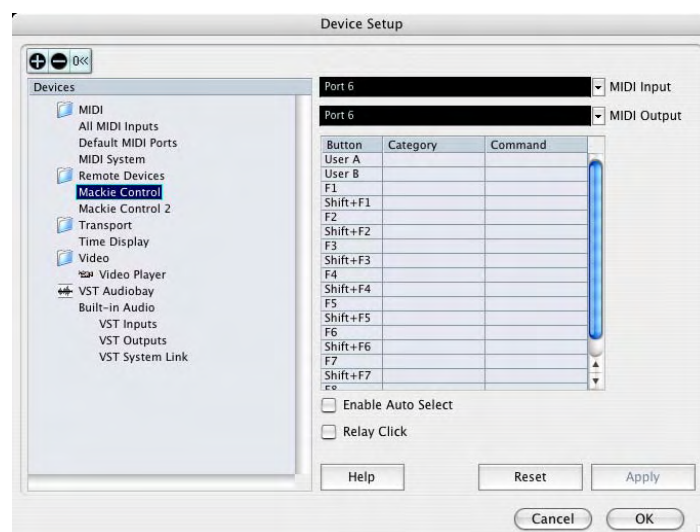 Device Setup
0<<
Devices
MIDI
All MIDI Inputs
Default MIDI Ports
MIDI System
Remote Devices
Mackie Control
Mackie Control 2
Transport
Time Display
Video
Video Player
VST Audiobay
Built-in Audio
VST Inputs
VST Outputs
VST System Link
Port 6 MIDI Input
Port 6 MIDI Output
Button Category Command
User A
User B
F1
Shift+F1
F2
Shift+F2
F3
Shift+F3
F4
Shift+F4
F5
Shift+F5
F6
Shift+F6
F7
Shift+F7
F8
Enable Auto Select
Relay Click
Help Reset Apply
Cancel OK